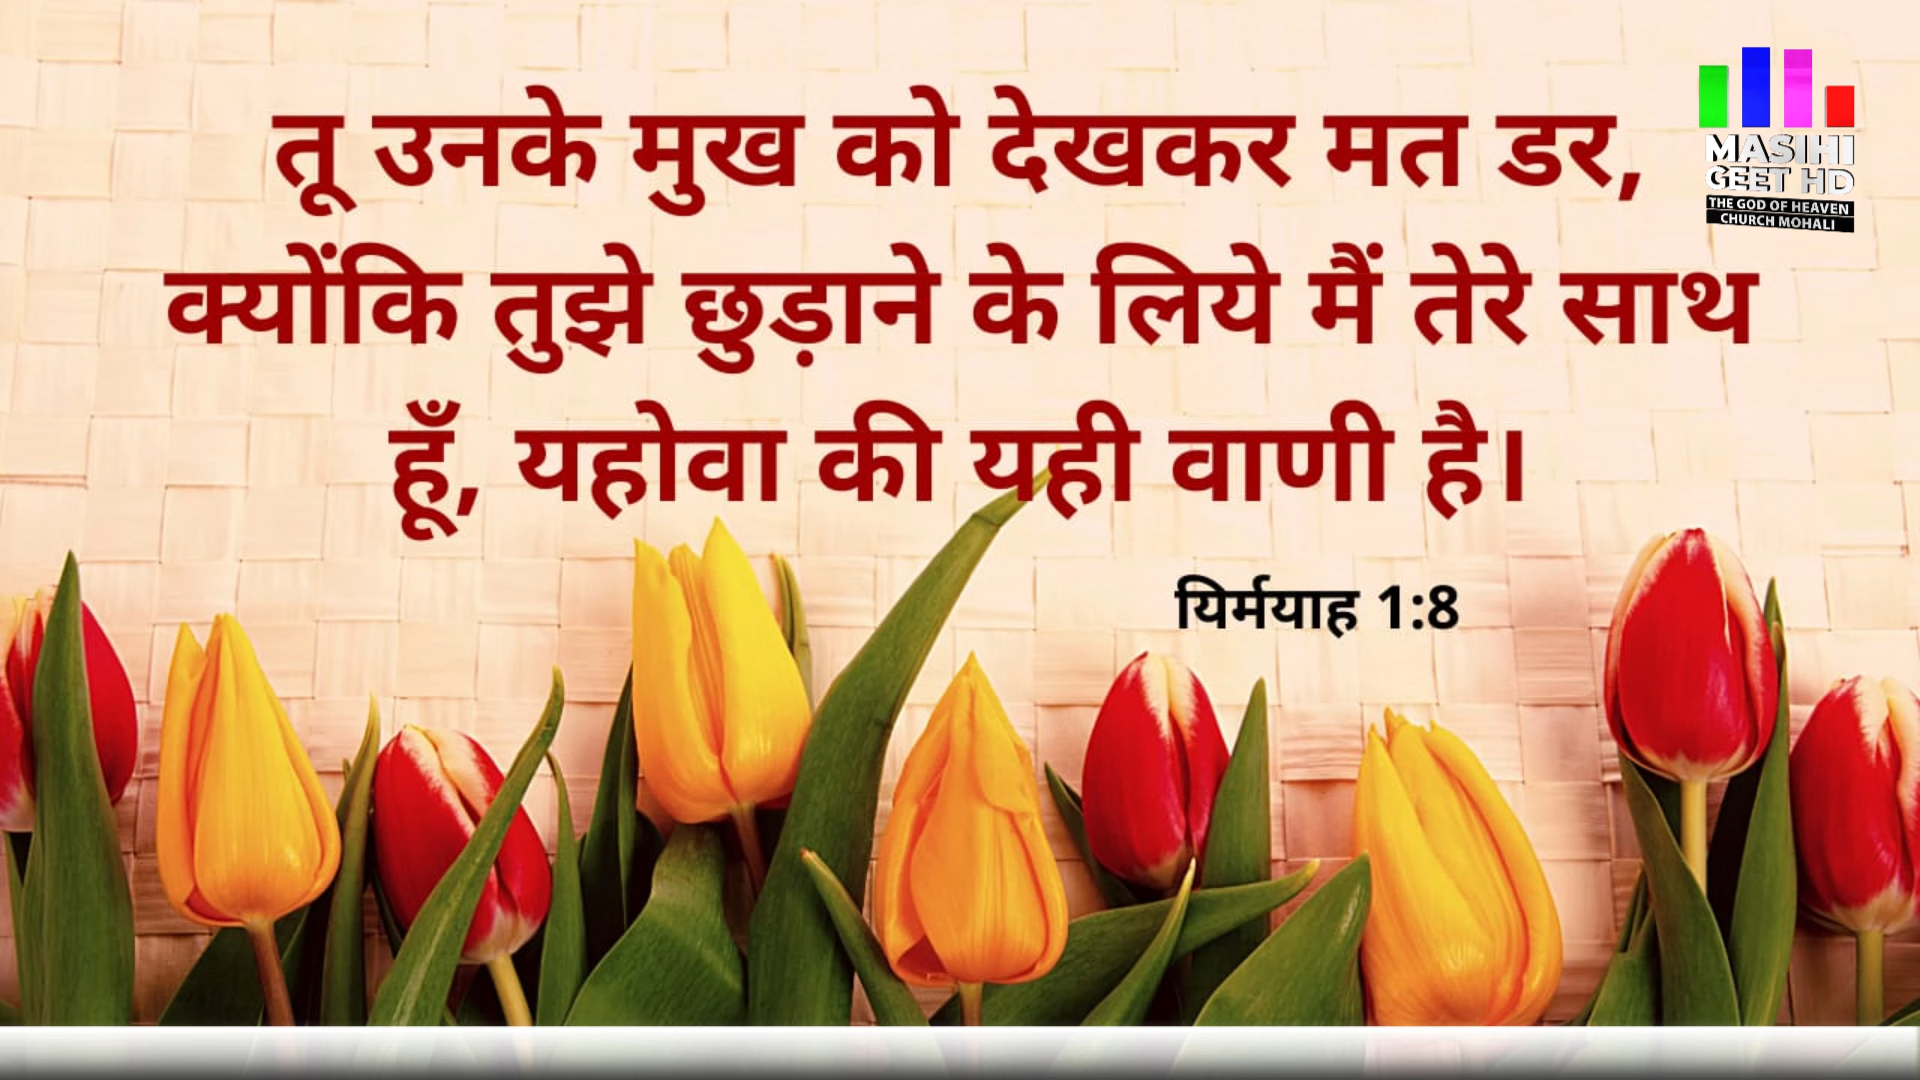 तू उनके मुख को देखकर मत डर,
क्योंकि तुझे छुड़ाने के लिये मैं तेरे साथ
हूँ, यहोवा की यही वाणी है।
यिर्मयाह 1:8
MASIHI
GEET HD
THE GOD OF HEAVEN
CHURCH MOHALI